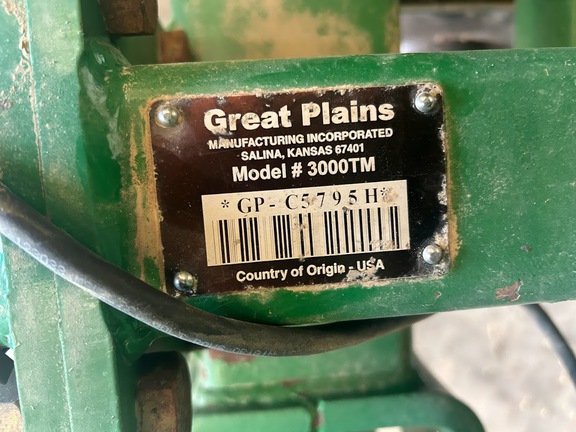 Great Plains
MANUFACTURING INCORPORATED
SALINA, KANSAS 67401
Model # 3000TM
*GP-C5795H*
Country of Origin - USA